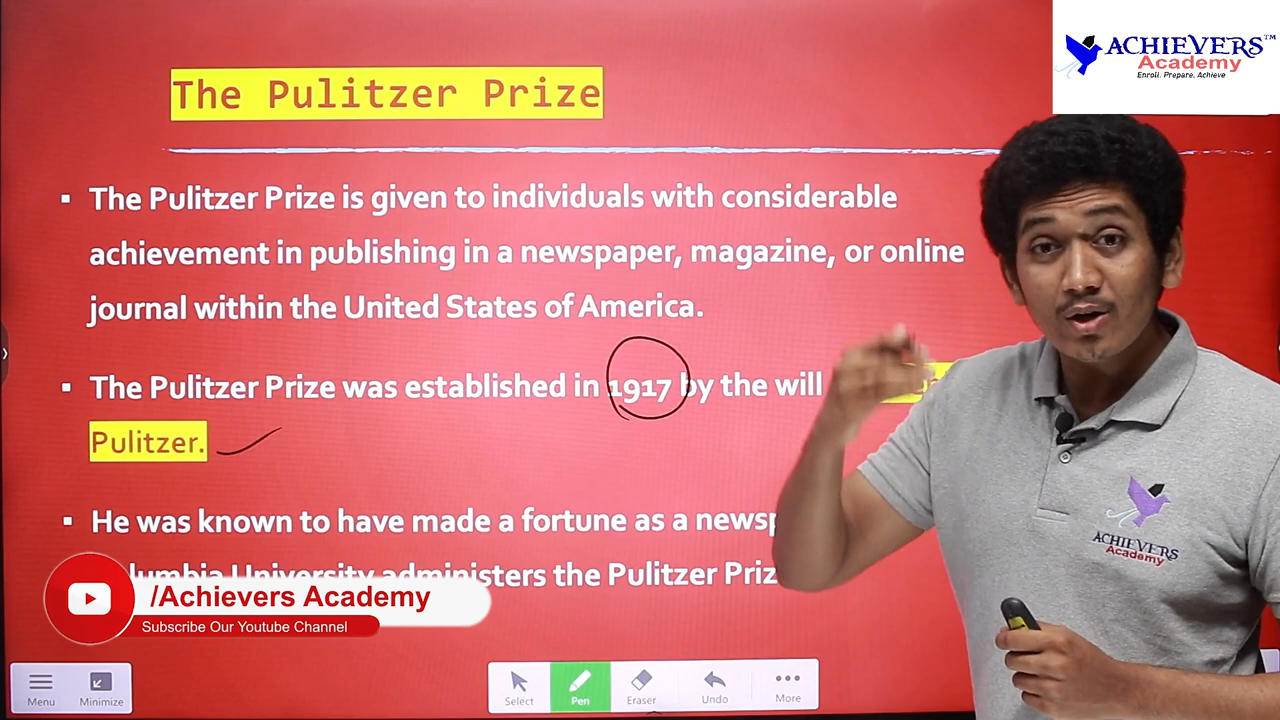 ACHIEVERS™
Academy
Enroll. Prepare. Achieve
The Pulitzer Prize
▪ The Pulitzer Prize is given to individuals with considerable
achievement in publishing in a newspaper, magazine, or online
journal within the United States of America.
▪ The Pulitzer Prize was established in 1917 by the will
Pulitzer.
▪ He was known to have made a fortune as a
University administers the Pulitzer
/Achievers Academy
Subscribe Our Youtube Channel
ACHIEVERS
Academy
Menu
Minimize
Select
Pen
Eraser
Undo
More